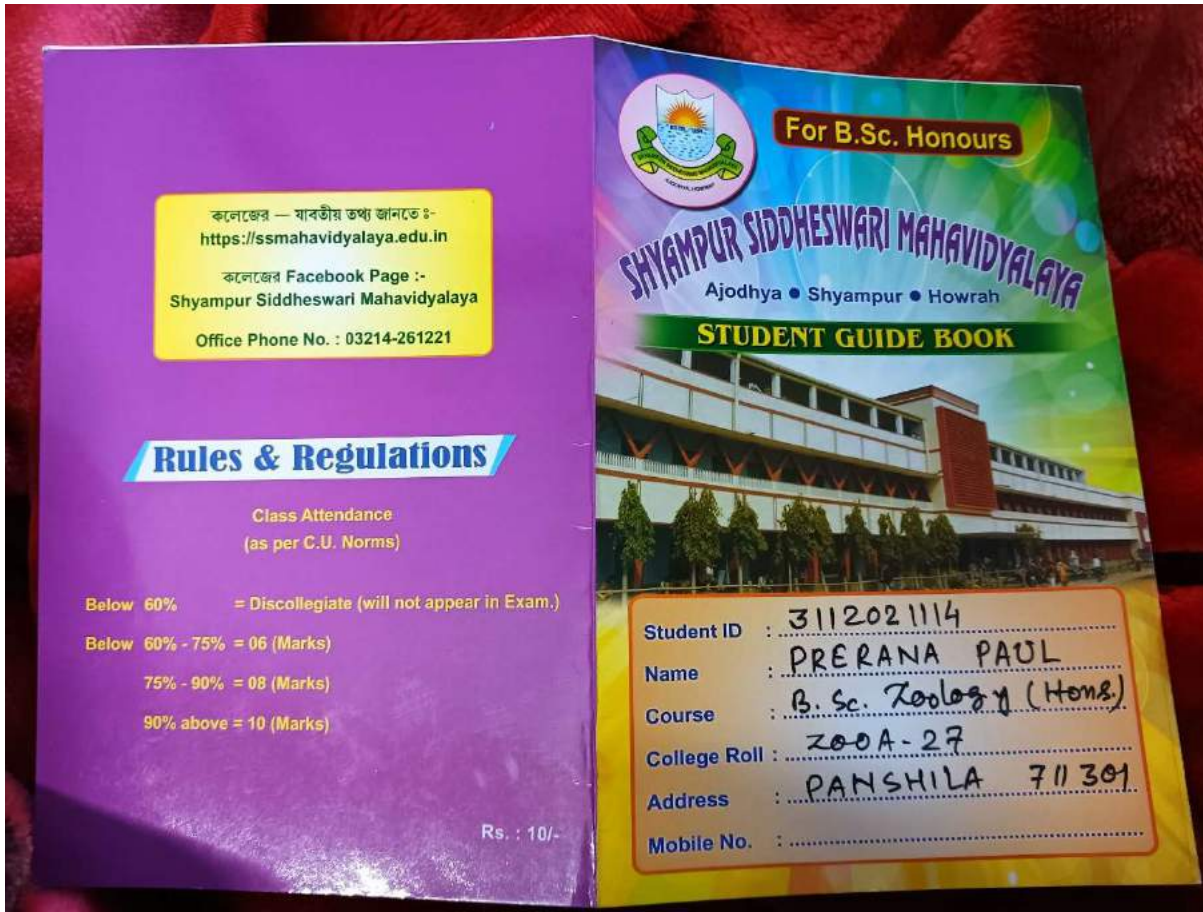 কলেজের — যাবতীয় তথ্য জানতে ঃ-
https://ssmahavidyalaya.edu.in
কলেজের Facebook Page :-
Shyampur Siddheswari Mahavidyalaya
Office Phone No. : 03214-261221
Rules & Regulations
Class Attendance
(as per C.U. Norms)
Below 60% = Discollegiate (will not appear in Exam.)
Below 60% - 75% = 06 (Marks)
75% - 90% = 08 (Marks)
90% above = 10 (Marks)
Rs. : 10/-
For B.Sc. Honours
SHYAMPUR SIDDHESWARI MAHAVIDYALAYA
Ajodhya ● Shyampur ● Howrah
STUDENT GUIDE BOOK
Student ID : 3112021114
Name : PRERANA PAUL
Course : B. Sc. Zoology (Hons.)
College Roll : ZOOA-27
Address : PANSHILA 711301
Mobile No. :